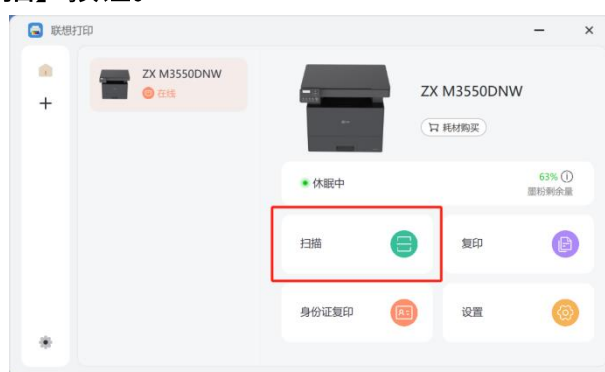 联想打印
ZX M3550DNW
在线
ZX M3550DNW
耗材购买
休眠中
63%
墨粉剩余量
扫描
复印
身份证复印
设置